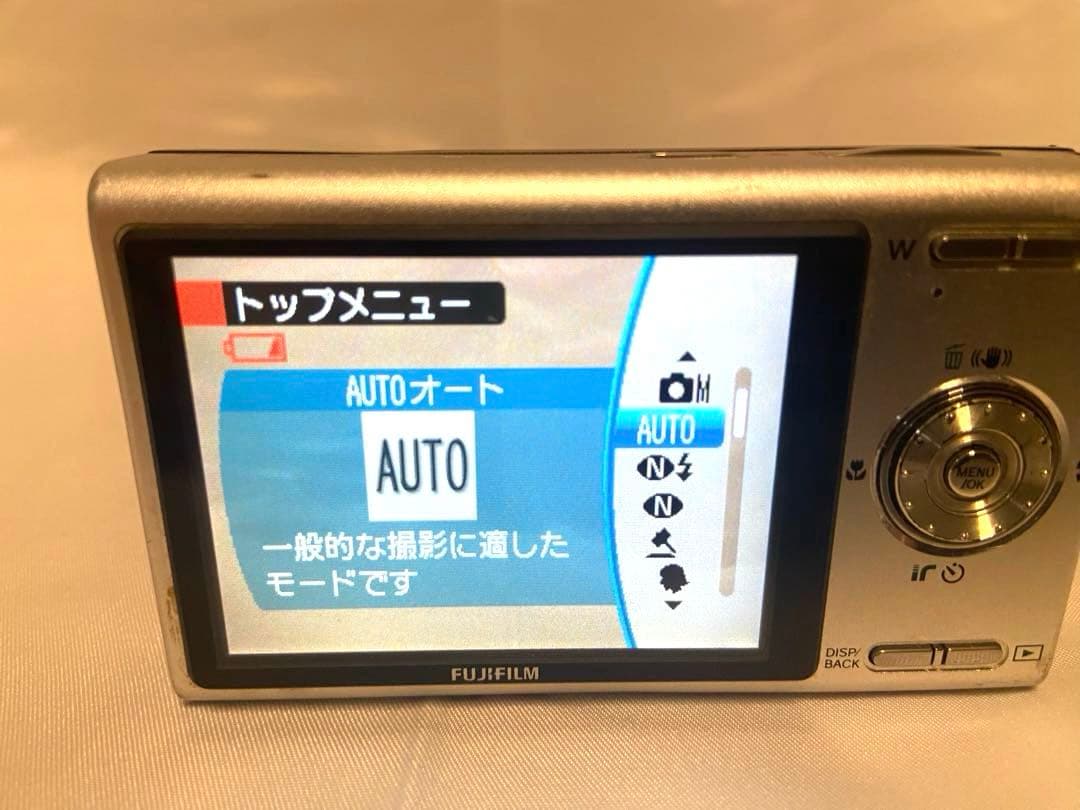 トップメニュー
AUTOオート
AUTO
一般的な撮影に適した
モードです
M
AUTO
N
N
FUJIFILM
W
MENU
/OK
ir
DISP/
BACK